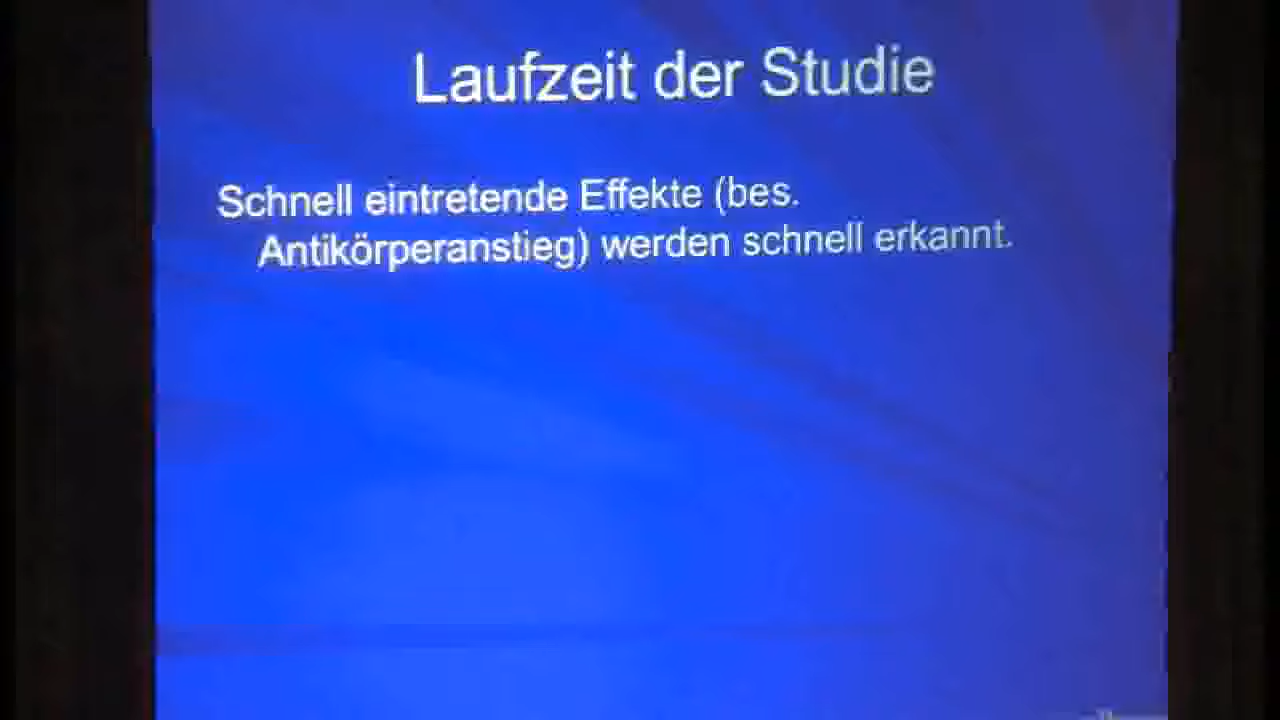 Laufzeit der Studie
Schnell eintretende Effekte (bes.
Antikörperanstieg) werden schnell erkannt.